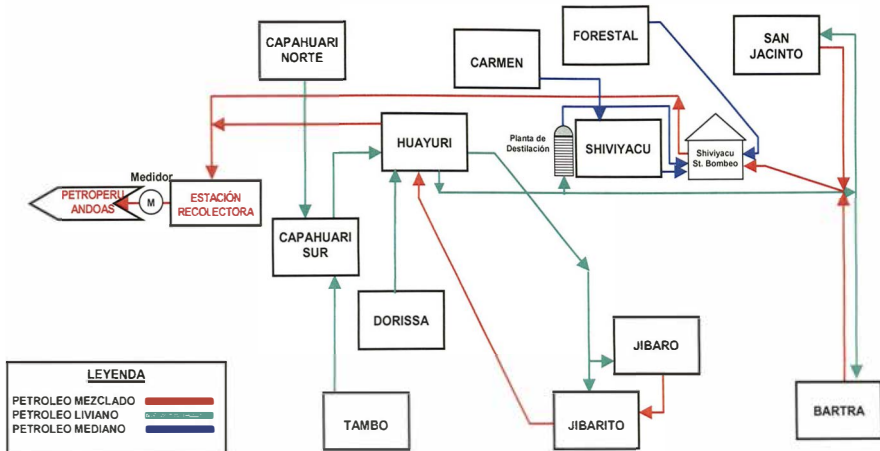 CAPAHUARI
NORTE
CARMEN
FORESTAL
SAN
JACINTO
HUAYURI
Planta de
Destilación
SHIVIYACU
Shiviyacu
St. Bombeo
Medidor
PETROPERU
ANDOAS
M
ESTACIÓN
RECOLECTORA
CAPAHUARI
SUR
DORISSA
JIBARO
LEYENDA
PETROLEO MEZCLADO
PETROLEO LIVIANO
PETROLEO MEDIANO
TAMBO
JIBARITO
BARTRA